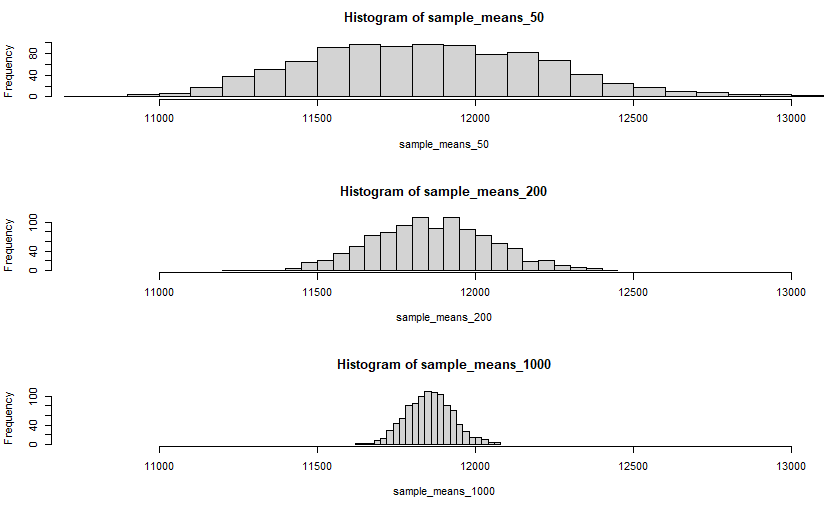 Histogram of sample_means_50
Frequency
0 40 80
11000 11500 12000 12500 13000
sample_means_50
Histogram of sample_means_200
Frequency
0 40 100
11000 11500 12000 12500 13000
sample_means_200
Histogram of sample_means_1000
Frequency
0 40 100
11000 11500 12000 12500 13000
sample_means_1000